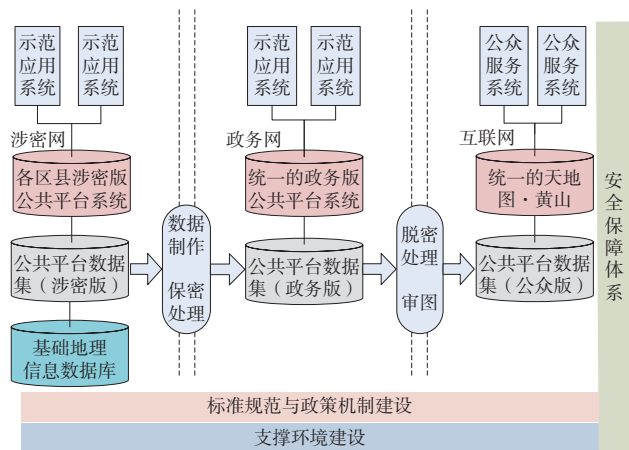 示范
应用
系统
示范
应用
系统
示范
应用
系统
示范
应用
系统
公众
服务
系统
公众
服务
系统
涉密网
政务网
互联网
各区县涉密版
公共平台系统
统一的政务版
公共平台系统
统一的天地
图·黄山
数据
制作
保密
处理
脱密
处理
审图
公共平台数据
集（涉密版）
公共平台数据
集（政务版）
公共平台数据
集（公众版）
基础地理
信息数据库
安全保障体系
标准规范与政策机制建设
支撑环境建设